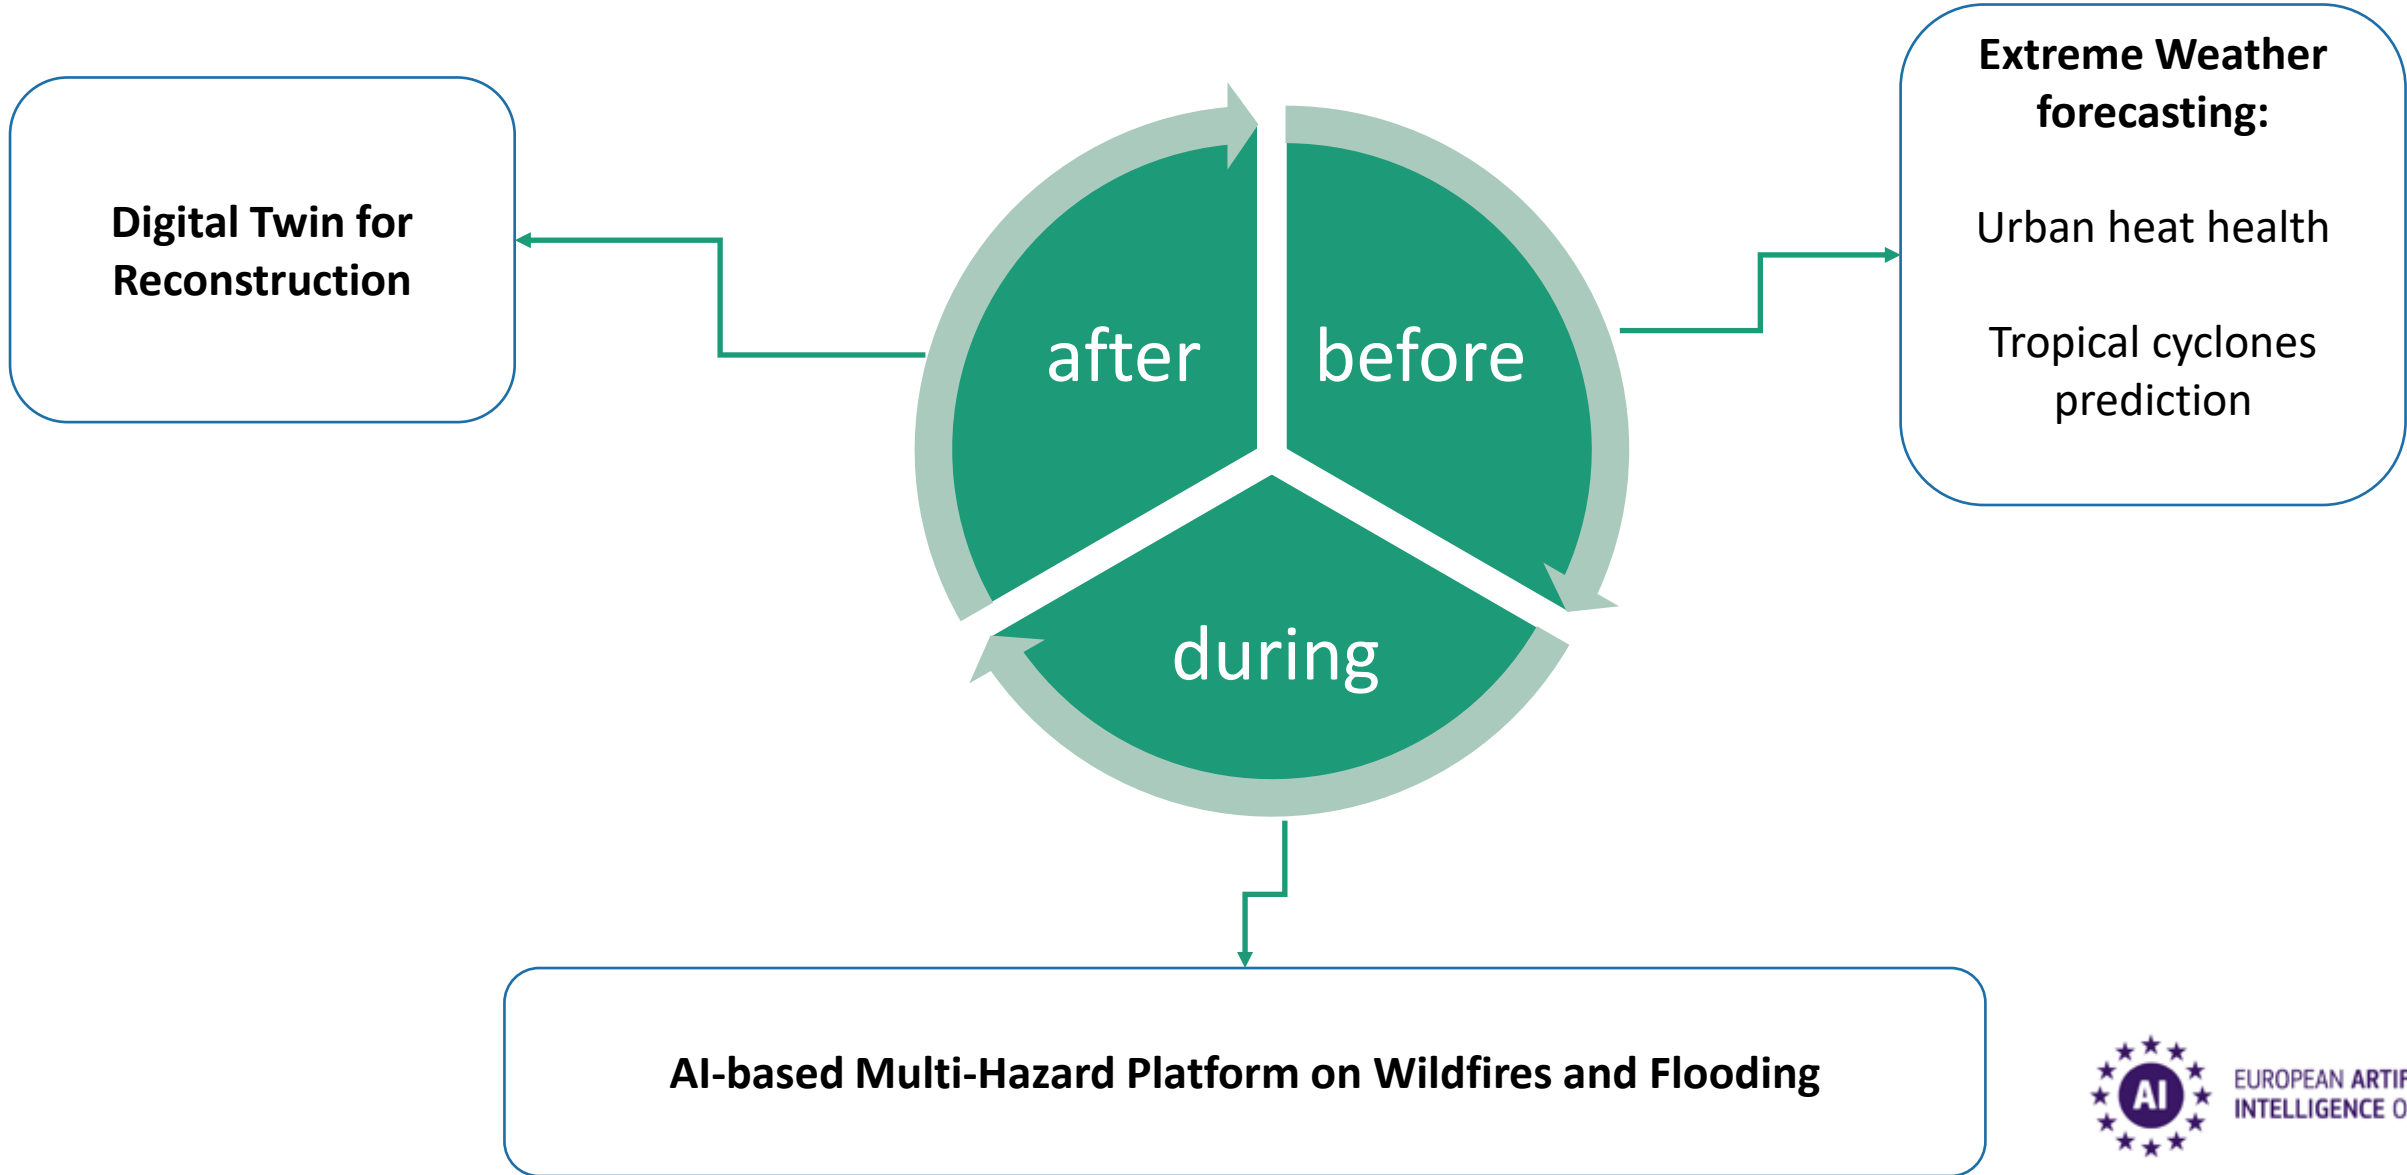 Extreme Weather
forecasting:
Urban heat health
Tropical cyclones
prediction
Digital Twin for
Reconstruction
after
before
during
AI-based Multi-Hazard Platform on Wildfires and Flooding
AI
EUROPEAN ARTIF
INTELLIGENCE O